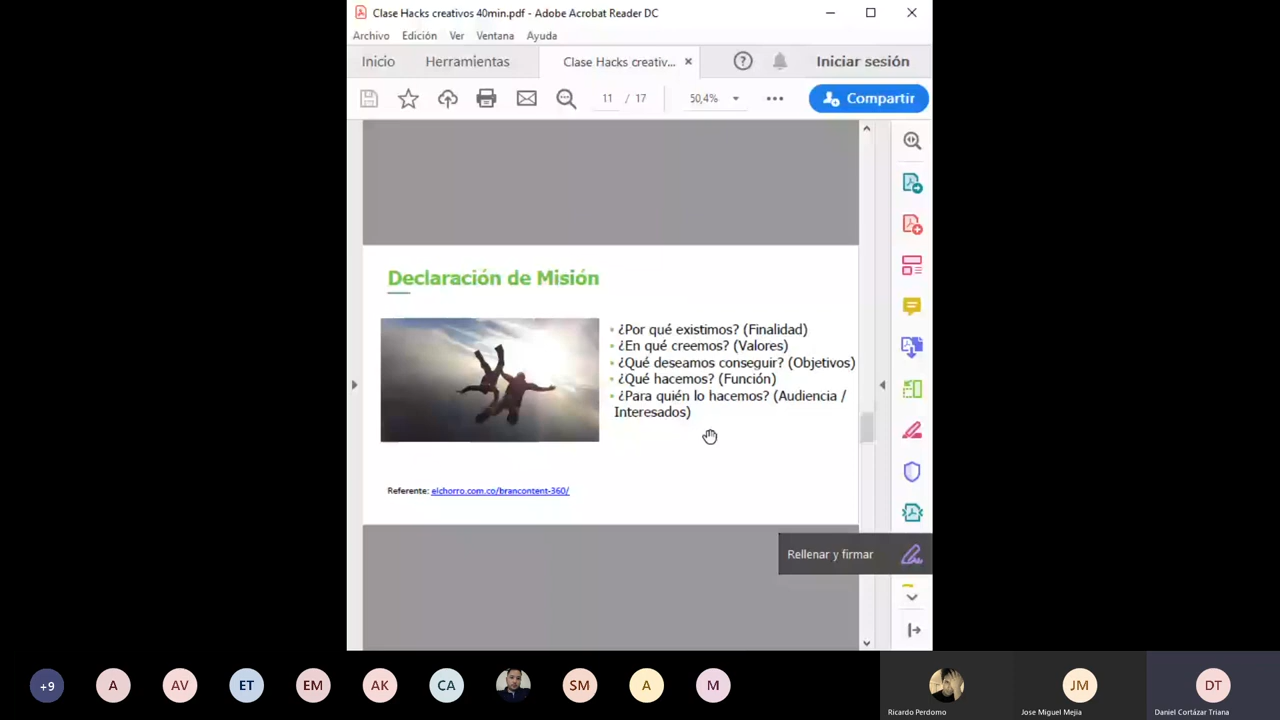 Clase Hacks creativos 40min.pdf - Adobe Acrobat Reader DC
Archivo Edición Ver Ventana Ayuda
Inicio Herramientas Clase Hacks creativ... Iniciar sesión
11 / 17 50,4% Compartir
Declaración de Misión
¿Por qué existimos? (Finalidad)
¿En qué creemos? (Valores)
¿Qué deseamos conseguir? (Objetivos)
¿Qué hacemos? (Función)
¿Para quién lo hacemos? (Audiencia /
Interesados)
Referente: elchorro.com.co/brancontent-360/
Rellenar y firmar
+9 A AV ET EM AK CA SM A M JM DT
Ricardo Perdomo Jose Miguel Mejia Daniel Cortázar Triana